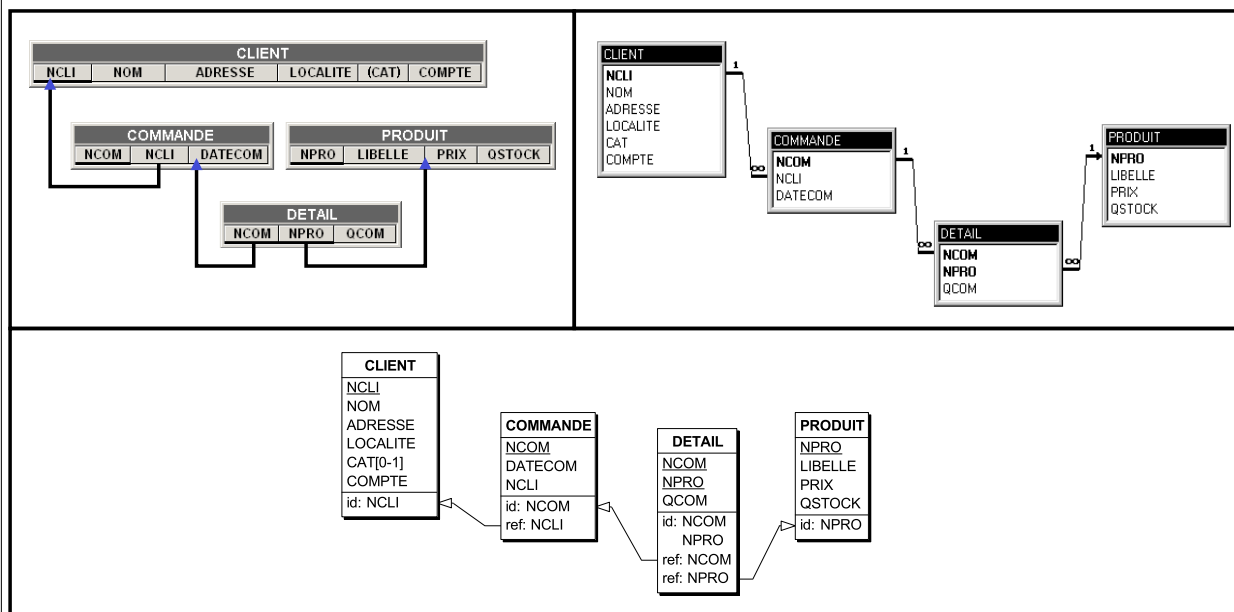 CLIENT
NCLI NOM ADRESSE LOCALITE (CAT) COMPTE
COMMANDE
NCOM NCLI DATECOM
PRODUIT
NPRO LIBELLE PRIX QSTOCK
DETAIL
NCOM NPRO QCOM
CLIENT
NCLI
NOM
ADRESSE
LOCALITE
CAT
COMPTE
1
∞
COMMANDE
NCOM
NCLI
DATECOM
1
∞
DETAIL
NCOM
NPRO
QCOM
∞
1
PRODUIT
NPRO
LIBELLE
PRIX
QSTOCK
CLIENT
NCLI
NOM
ADRESSE
LOCALITE
CAT[0-1]
COMPTE
id: NCLI
COMMANDE
NCOM
DATECOM
NCLI
id: NCOM
ref: NCLI
DETAIL
NCOM
NPRO
QCOM
id: NCOM
NPRO
ref: NCOM
ref: NPRO
PRODUIT
NPRO
LIBELLE
PRIX
QSTOCK
id: NPRO